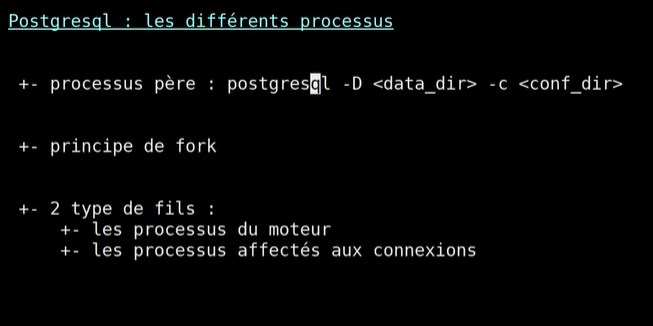 Postgresql : les différents processus
+- processus père : postgresql -D <data_dir> -c <conf_dir>
+- principe de fork
+- 2 type de fils :
+- les processus du moteur
+- les processus affectés aux connexions